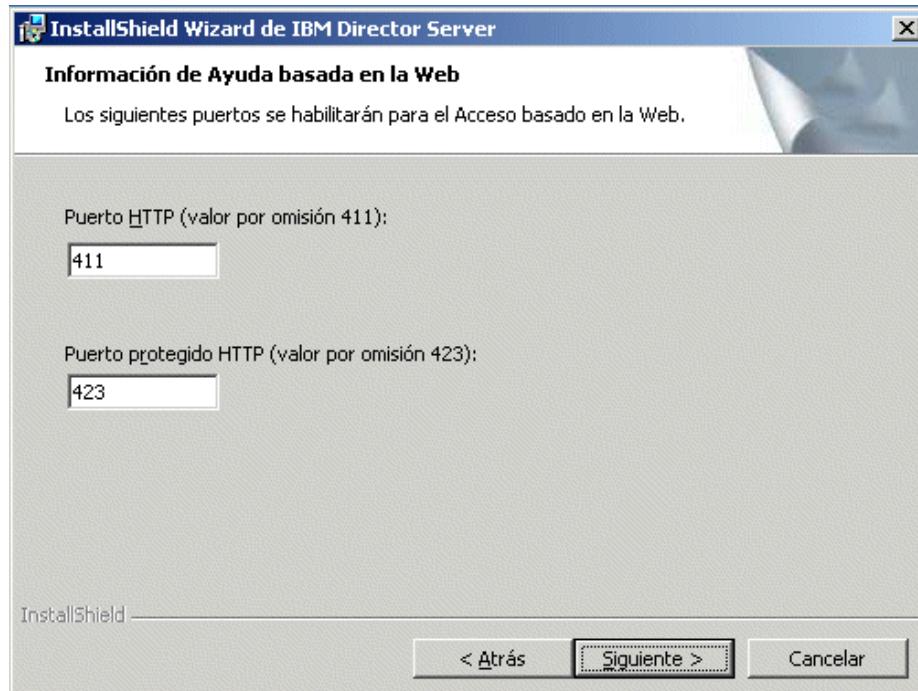 InstallShield Wizard de IBM Director Server
Información de Ayuda basada en la Web
Los siguientes puertos se habilitarán para el Acceso basado en la Web.
Puerto HTTP (valor por omisión 411):
411
Puerto protegido HTTP (valor por omisión 423):
423
InstallShield
< Atrás Siguiente > Cancelar